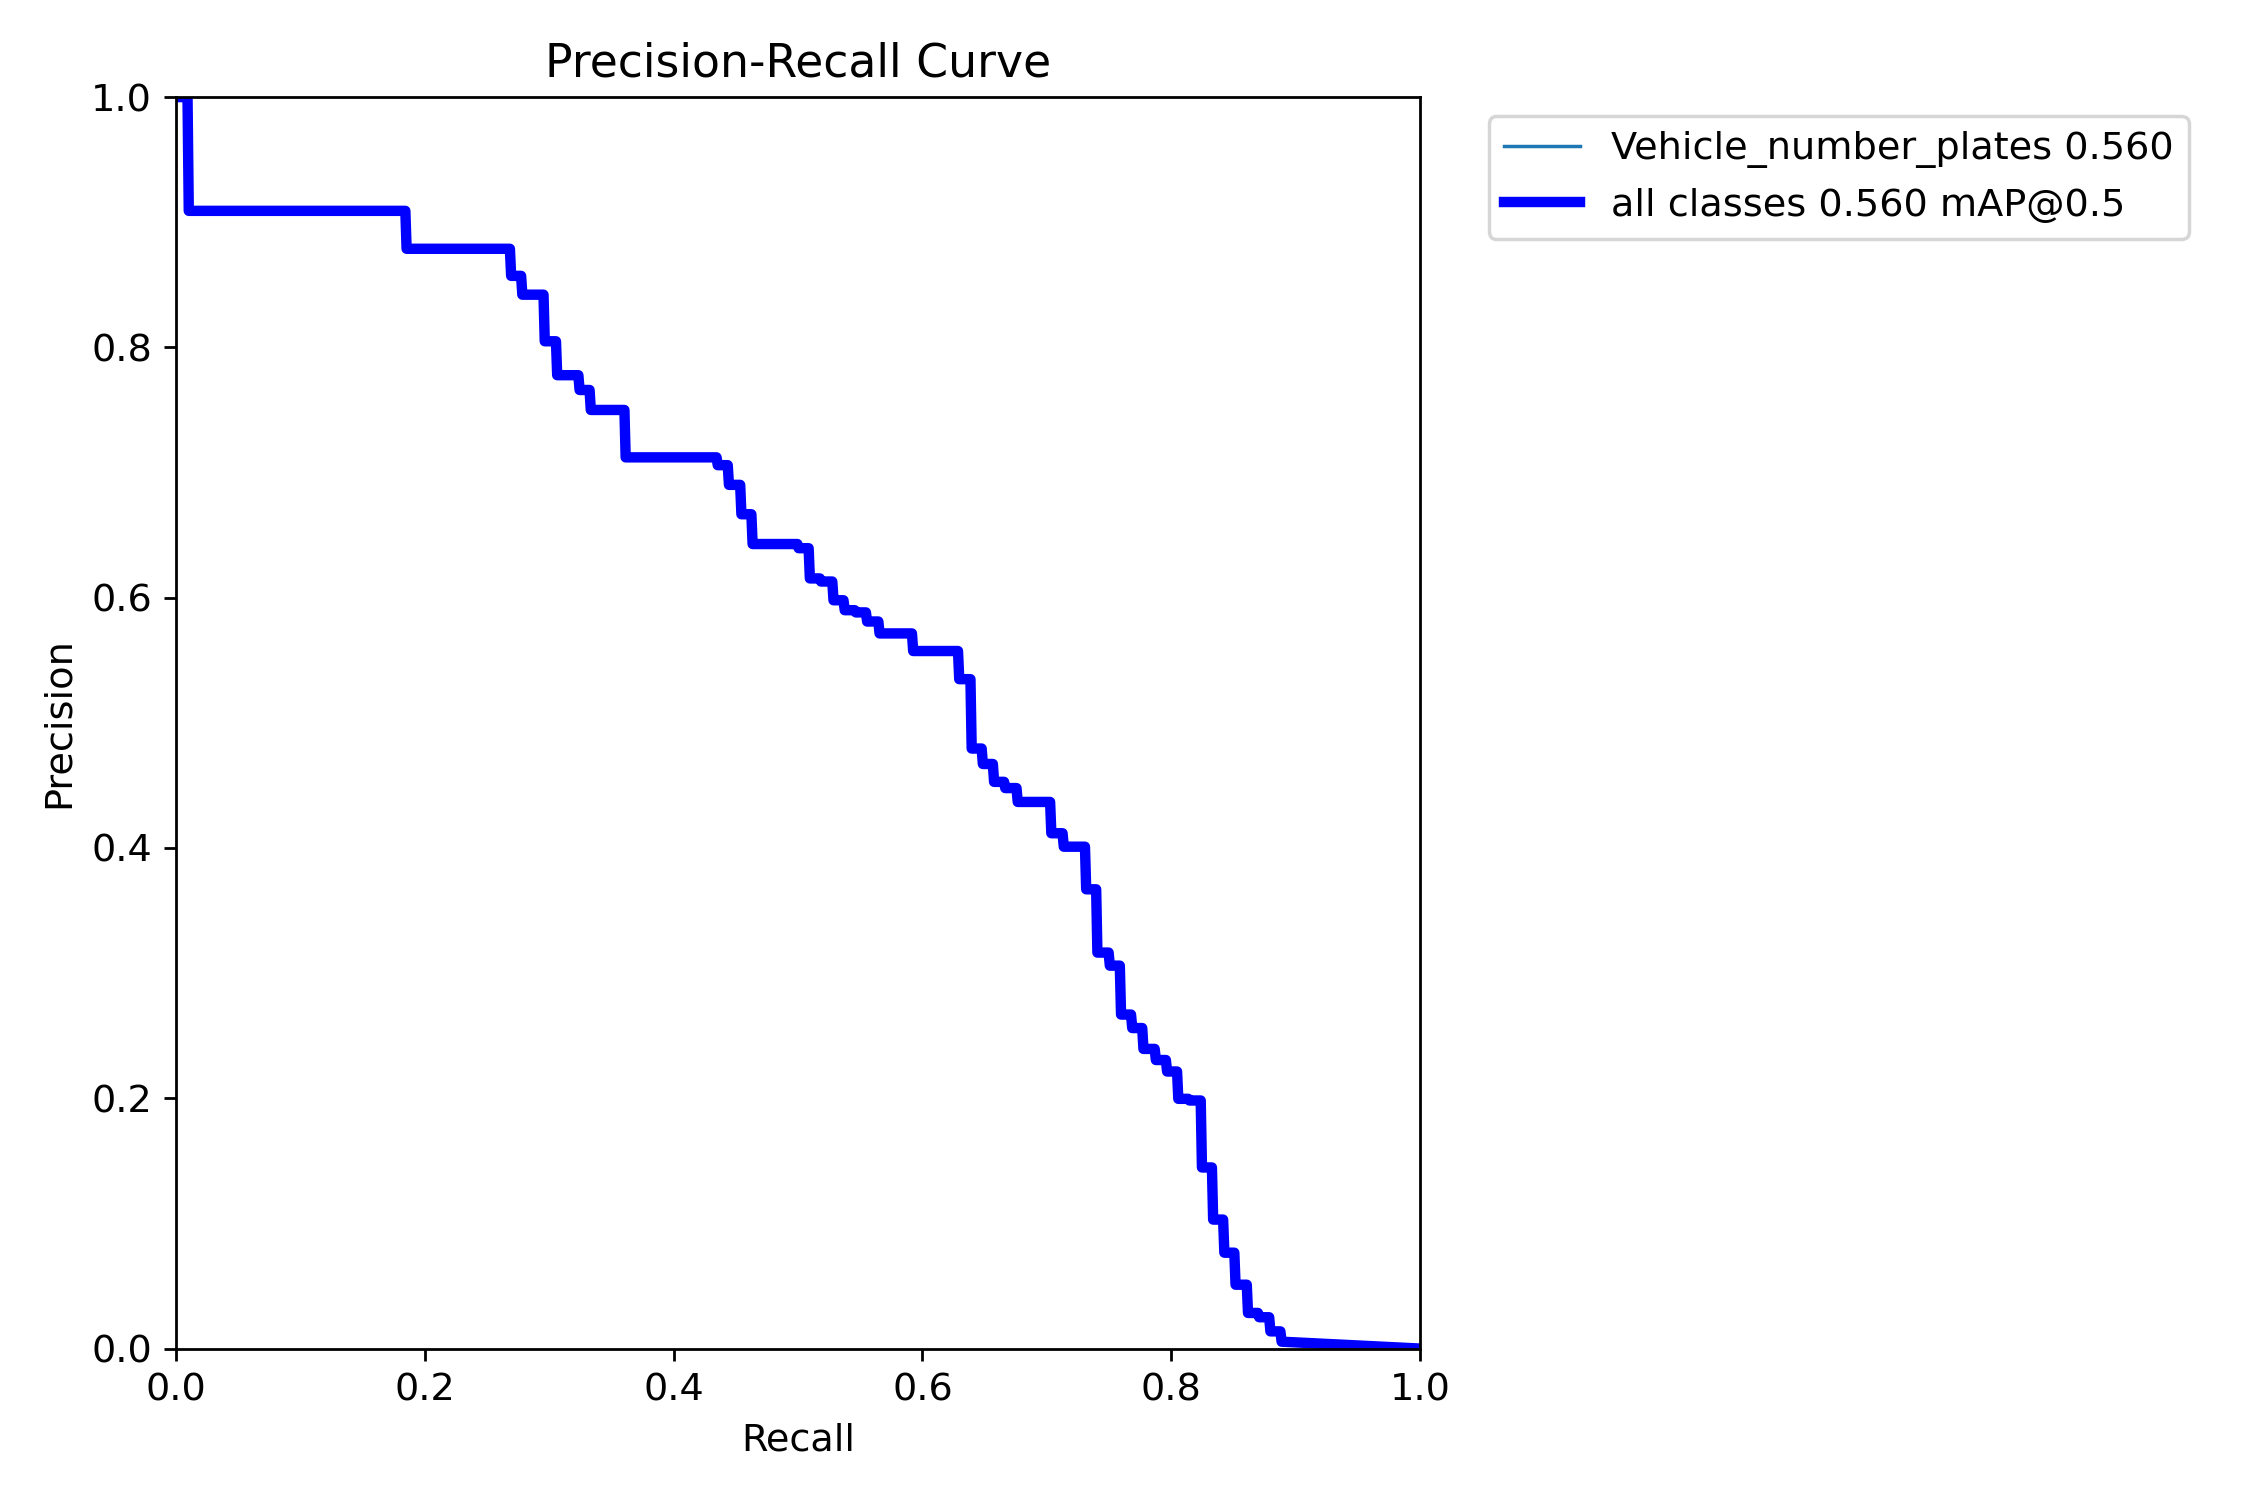 Precision-Recall Curve
Vehicle_number_plates 0.560
all classes 0.560 mAP@0.5
1.0
0.8
0.6
0.4
0.2
0.0
Precision
0.0 0.2 0.4 0.6 0.8 1.0
Recall